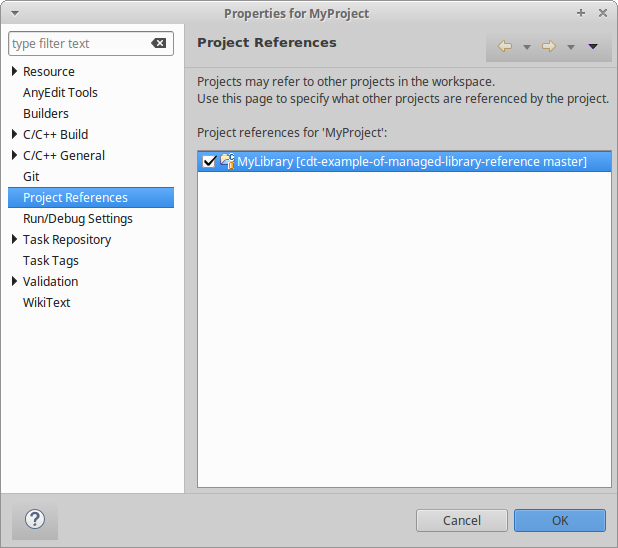 Properties for MyProject
type filter text
Resource
AnyEdit Tools
Builders
C/C++ Build
C/C++ General
Git
Project References
Run/Debug Settings
Task Repository
Task Tags
Validation
WikiText
Project References
Projects may refer to other projects in the workspace.
Use this page to specify what other projects are referenced by the project.
Project references for 'MyProject':
MyLibrary [cdt-example-of-managed-library-reference master]
Cancel
OK